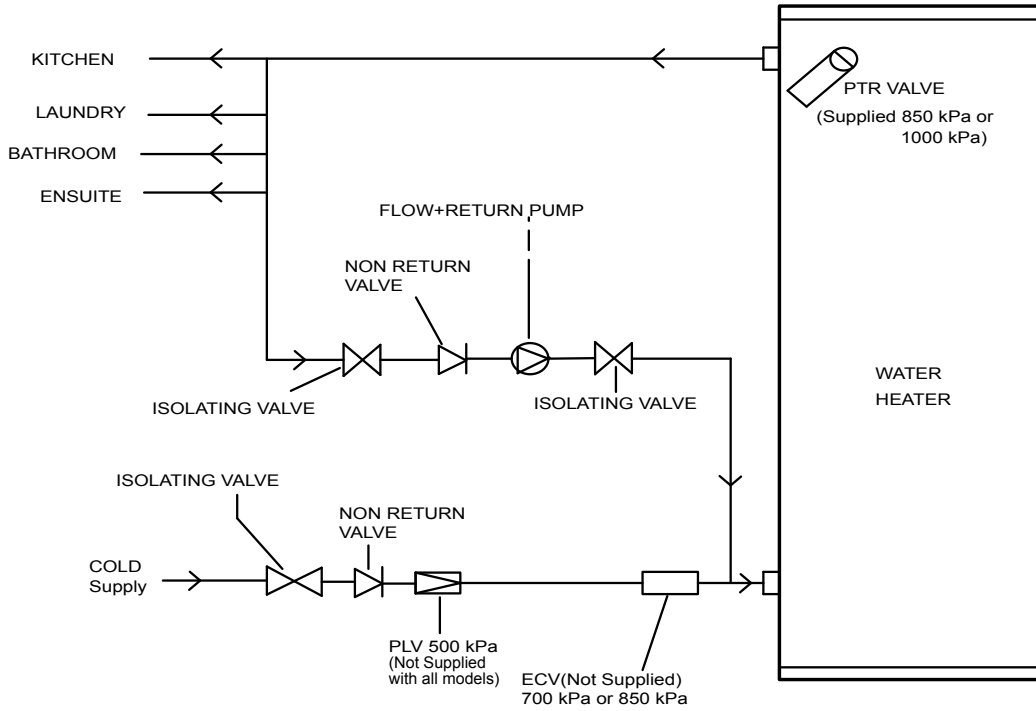 KITCHEN
LAUNDRY
BATHROOM
ENSUITE
PTR VALVE
(Supplied 850 kPa or
1000 kPa)
FLOW+RETURN PUMP
NON RETURN
VALVE
ISOLATING VALVE
ISOLATING VALVE
WATER
HEATER
ISOLATING VALVE
NON RETURN
VALVE
COLD
Supply
PLV 500 kPa
(Not Supplied
with all models)
ECV(Not Supplied)
700 kPa or 850 kPa